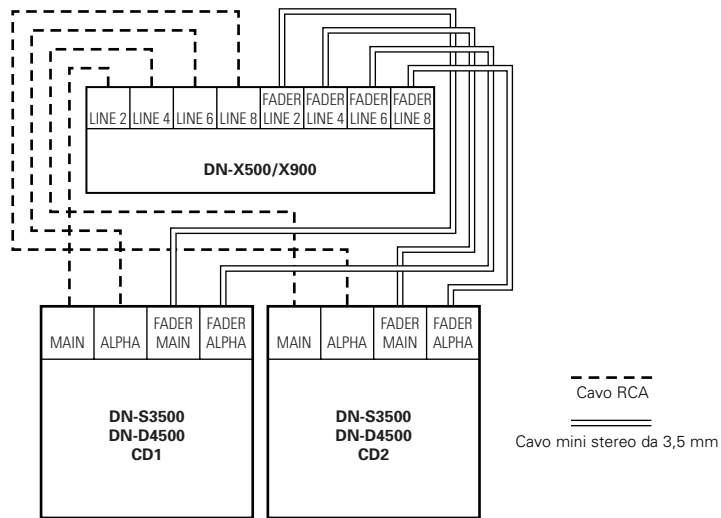 FADER FADER FADER FADER
LINE 2 LINE 4 LINE 6 LINE 8 LINE 2 LINE 4 LINE 6 LINE 8
DN-X500/X900
FADER FADER
MAIN ALPHA MAIN ALPHA
DN-S3500
DN-D4500
CD1
FADER FADER
MAIN ALPHA MAIN ALPHA
DN-S3500
DN-D4500
CD2
Cavo RCA
Cavo mini stereo da 3,5 mm